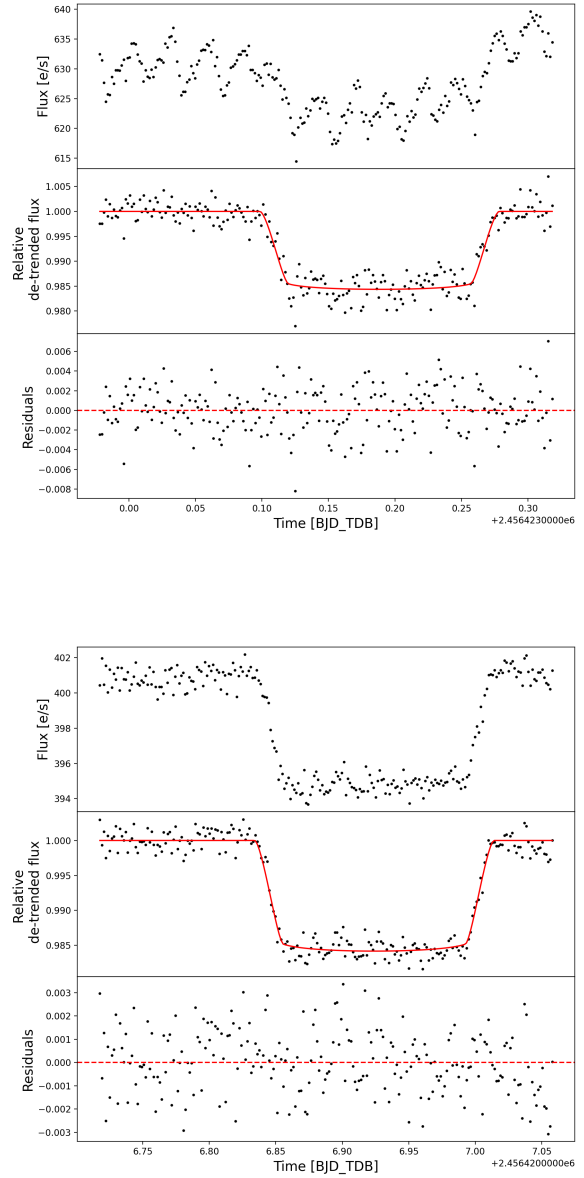 640
635
630
625
620
615
Flux [e/s]
1.005
1.000
0.995
0.990
0.985
0.980
Relative
de-trended flux
0.006
0.004
0.002
0.000
−0.002
−0.004
−0.006
−0.008
Residuals
0.00 0.05 0.10 0.15 0.20 0.25 0.30
Time [BJD_TDB]
+2.4564230000e6
402
400
398
396
394
Flux [e/s]
1.000
0.995
0.990
0.985
Relative
de-trended flux
0.003
0.002
0.001
0.000
−0.001
−0.002
−0.003
Residuals
6.75 6.80 6.85 6.90 6.95 7.00 7.05
Time [BJD_TDB]
+2.4564200000e6